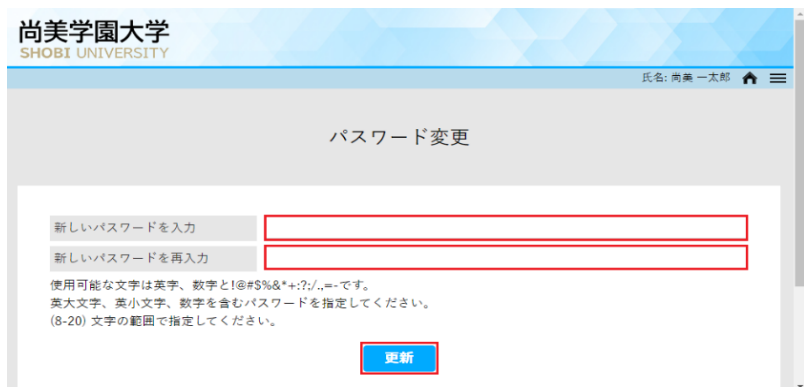 尚美学園大学
SHOBI UNIVERSITY
氏名: 尚美 一太郎
パスワード変更
新しいパスワードを入力
新しいパスワードを再入力
使用可能な文字は英字、数字と!@#$%&*+:?;/.,=-です。
英大文字、英小文字、数字を含むパスワードを指定してください。
(8-20) 文字の範囲で指定してください。
更新